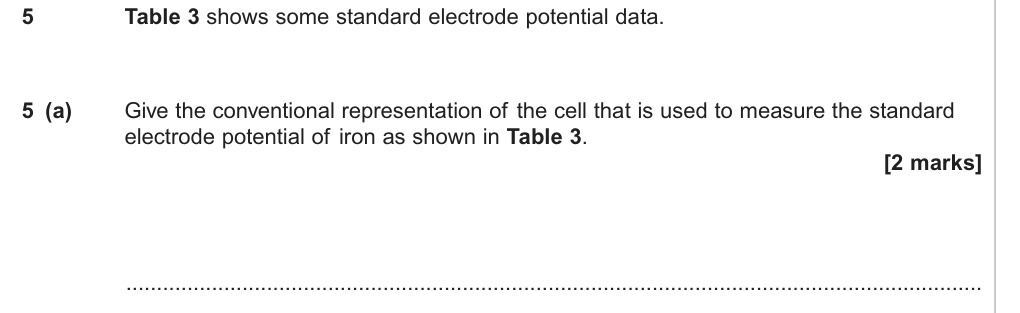 5 Table 3 shows some standard electrode potential data.
5 (a) Give the conventional representation of the cell that is used to measure the standard
electrode potential of iron as shown in Table 3.
[2 marks]